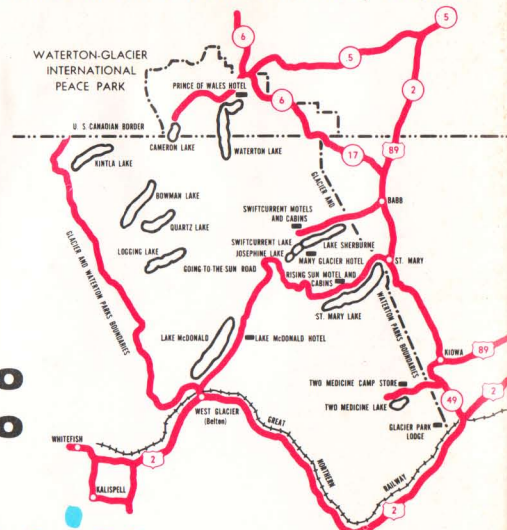 WATERTON-GLACIER
INTERNATIONAL
PEACE PARK
6
5
5
PRINCE OF WALES HOTEL
6
2
U. S. CANADIAN BORDER
CAMERON LAKE
WATERTON LAKE
17
89
KINTLA LAKE
BOWMAN LAKE
QUARTZ LAKE
LOGGING LAKE
GLACIER AND WATERTON PARKS BOUNDARIES
GLACIER AND
WATERTON PARKS BOUNDARIES
BABB
SWIFTCURRENT MOTELS
AND CABINS
SWIFTCURRENT LAKE
JOSEPHINE LAKE
LAKE SHERBURNE
MANY GLACIER HOTEL
GOING-TO-THE SUN ROAD
RISING SUN MOTEL AND
CABINS
ST. MARY
ST. MARY LAKE
LAKE McDONALD
LAKE McDONALD HOTEL
KIOWA
89
TWO MEDICINE CAMP STORE
TWO MEDICINE LAKE
49
2
GLACIER PARK
LODGE
O
O
WEST GLACIER
(Belton)
GREAT
NORTHERN
RAILWAY
WHITEFISH
2
KALISPELL
2